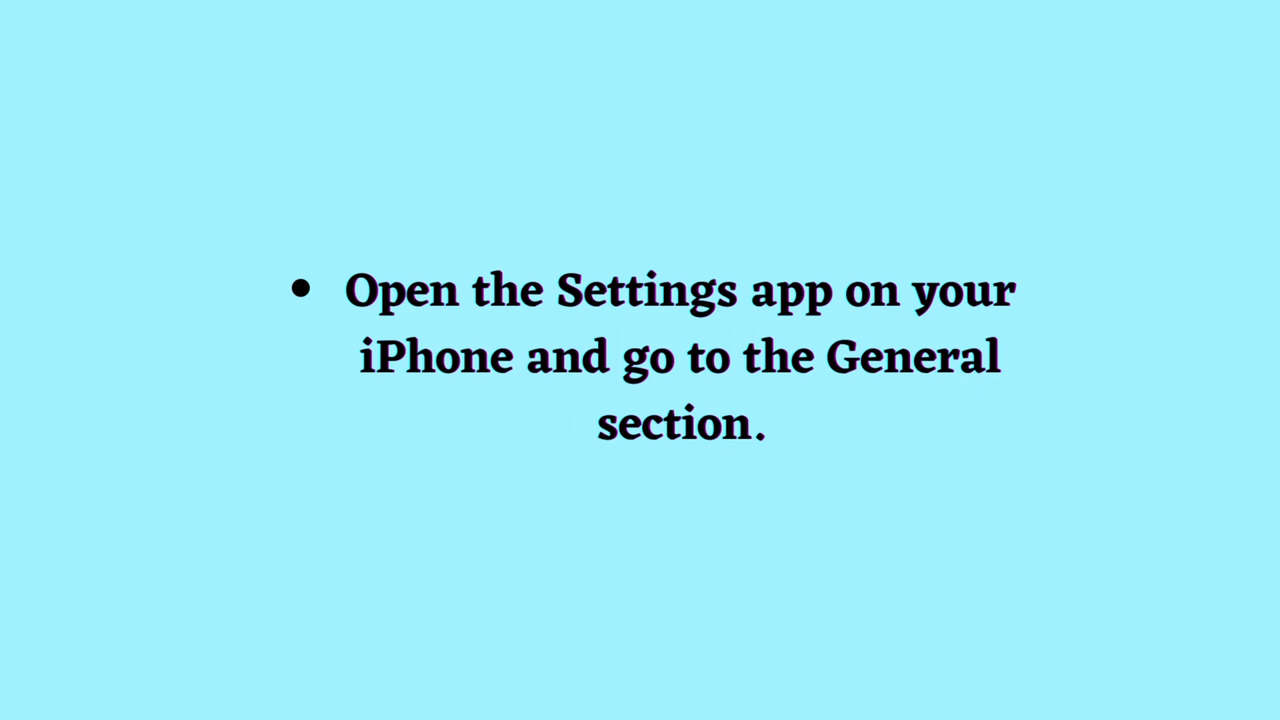 • Open the Settings app on your
iPhone and go to the General
section.